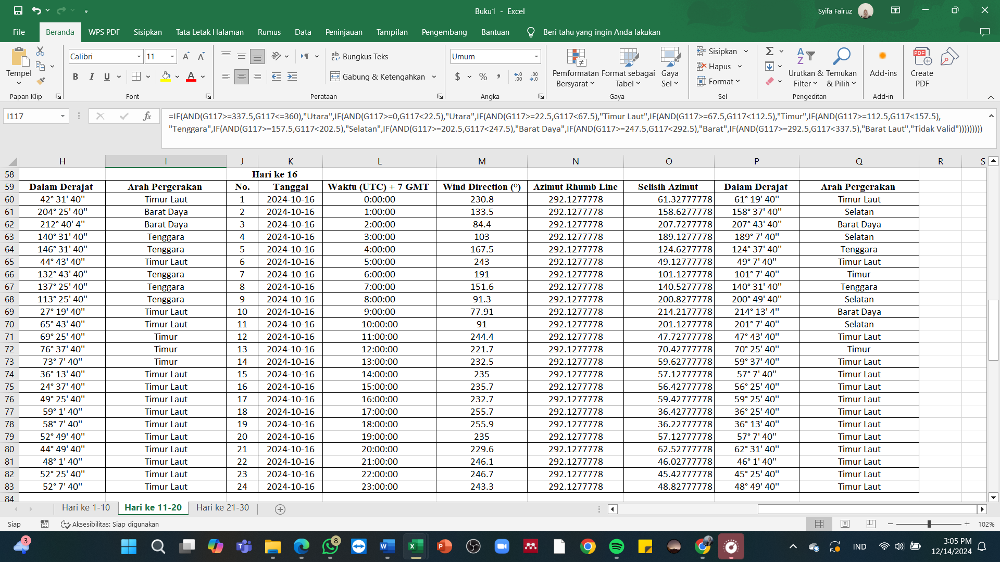 Buku1 - Excel
Syifa Fairuz
File Beranda WPS PDF Sisipkan Tata Letak Halaman Rumus Data Peninjauan Tampilan Pengembang Bantuan Beri tahu yang ingin Anda lakukan
Tempel
Papan Klip
Calibri 11
B I U
Font
ab Bungkus Teks
Gabung & Ketengahkan
Perataan
Umum
$ % ,
Angka
Pemformatan Bersyarat
Format sebagai Tabel
Gaya Sel
Gaya
Sisipkan
Hapus
Format
Sel
Urutkan & Filter
Temukan & Pilih
Pengeditan
Add-ins
Add-in
Create PDF
I117
fx
=IF(AND(G117>=337.5,G117<=360),"Utara",IF(AND(G117>=0,G117<22.5),"Utara",IF(AND(G117>=22.5,G117<67.5),"Timur Laut",IF(AND(G117>=67.5,G117<112.5),"Timur",IF(AND(G117>=112.5,G117<157.5),
"Tenggara",IF(AND(G117>=157.5,G117<202.5),"Selatan",IF(AND(G117>=202.5,G117<247.5),"Barat Daya",IF(AND(G117>=247.5,G117<292.5),"Barat",IF(AND(G117>=292.5,G117<337.5),"Barat Laut","Tidak Valid")))))))))
H I J K L M N O P Q R S
58 Hari ke 16
59 Dalam Derajat Arah Pergerakan No. Tanggal Waktu (UTC) + 7 GMT Wind Direction (°) Azimut Rhumb Line Selisih Azimut Dalam Derajat Arah Pergerakan
60 42° 31' 40" Timur Laut 1 2024-10-16 0:00:00 230.8 292.1277778 61.32777778 61° 19' 40" Timur Laut
61 204° 25' 40" Barat Daya 2 2024-10-16 1:00:00 133.5 292.1277778 158.6277778 158° 37' 40" Selatan
62 212° 40' 4" Barat Daya 3 2024-10-16 2:00:00 84.4 292.1277778 207.7277778 207° 43' 40" Barat Daya
63 140° 31' 40" Tenggara 4 2024-10-16 3:00:00 103 292.1277778 189.1277778 189° 7' 40" Selatan
64 146° 31' 40" Tenggara 5 2024-10-16 4:00:00 167.5 292.1277778 124.6277778 124° 37' 40" Tenggara
65 44° 43' 40" Timur Laut 6 2024-10-16 5:00:00 243 292.1277778 49.12777778 49° 7' 40" Timur Laut
66 132° 43' 40" Tenggara 7 2024-10-16 6:00:00 191 292.1277778 101.1277778 101° 7' 40" Timur
67 137° 25' 40" Tenggara 8 2024-10-16 7:00:00 151.6 292.1277778 140.5277778 140° 31' 40" Tenggara
68 113° 25' 40" Tenggara 9 2024-10-16 8:00:00 91.3 292.1277778 200.8277778 200° 49' 40" Selatan
69 27° 19' 40" Timur Laut 10 2024-10-16 9:00:00 77.91 292.1277778 214.2177778 214° 13' 4" Barat Daya
70 65° 43' 40" Timur Laut 11 2024-10-16 10:00:00 91 292.1277778 201.1277778 201° 7' 40" Selatan
71 69° 25' 40" Timur 12 2024-10-16 11:00:00 244.4 292.1277778 47.72777778 47° 43' 40" Timur Laut
72 76° 37' 40" Timur 13 2024-10-16 12:00:00 221.7 292.1277778 70.42777778 70° 25' 40" Timur
73 73° 7' 40" Timur 14 2024-10-16 13:00:00 232.5 292.1277778 59.62777778 59° 37' 40" Timur Laut
74 36° 13' 40" Timur Laut 15 2024-10-16 14:00:00 235 292.1277778 57.12777778 57° 7' 40" Timur Laut
75 24° 37' 40" Timur Laut 16 2024-10-16 15:00:00 235.7 292.1277778 56.42777778 56° 25' 40" Timur Laut
76 49° 25' 40" Timur Laut 17 2024-10-16 16:00:00 232.7 292.1277778 59.42777778 59° 25' 40" Timur Laut
77 59° 1' 40" Timur Laut 18 2024-10-16 17:00:00 255.7 292.1277778 36.42777778 36° 25' 40" Timur Laut
78 58° 7' 40" Timur Laut 19 2024-10-16 18:00:00 255.9 292.1277778 36.22777778 36° 13' 40" Timur Laut
79 52° 49' 40" Timur Laut 20 2024-10-16 19:00:00 235 292.1277778 57.12777778 57° 7' 40" Timur Laut
80 44° 49' 40" Timur Laut 21 2024-10-16 20:00:00 229.6 292.1277778 62.52777778 62° 31' 40" Timur Laut
81 48° 1' 40" Timur Laut 22 2024-10-16 21:00:00 246.1 292.1277778 46.02777778 46° 1' 40" Timur Laut
82 52° 25' 40" Timur Laut 23 2024-10-16 22:00:00 246.7 292.1277778 45.42777778 45° 25' 40" Timur Laut
83 52° 7' 40" Timur Laut 24 2024-10-16 23:00:00 243.3 292.1277778 48.82777778 48° 49' 40" Timur Laut
84
Hari ke 1-10 Hari ke 11-20 Hari ke 21-30
Siap Aksesibilitas: Siap digunakan 102%
3 8 IND 3:05 PM
12/14/2024